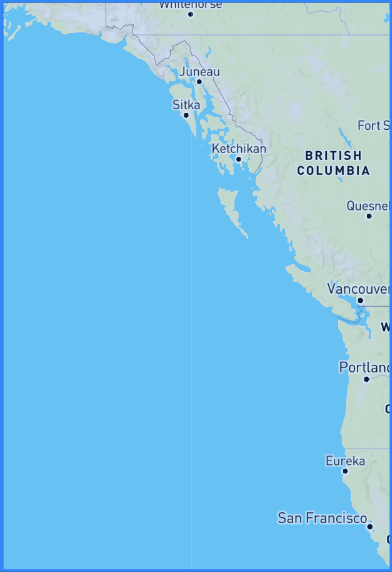 Whitehorse
Juneau
Sitka
Fort S
Ketchikan
BRITISH
COLUMBIA
Quesnel
Vancouver
W
Portland
Eureka
San Francisco